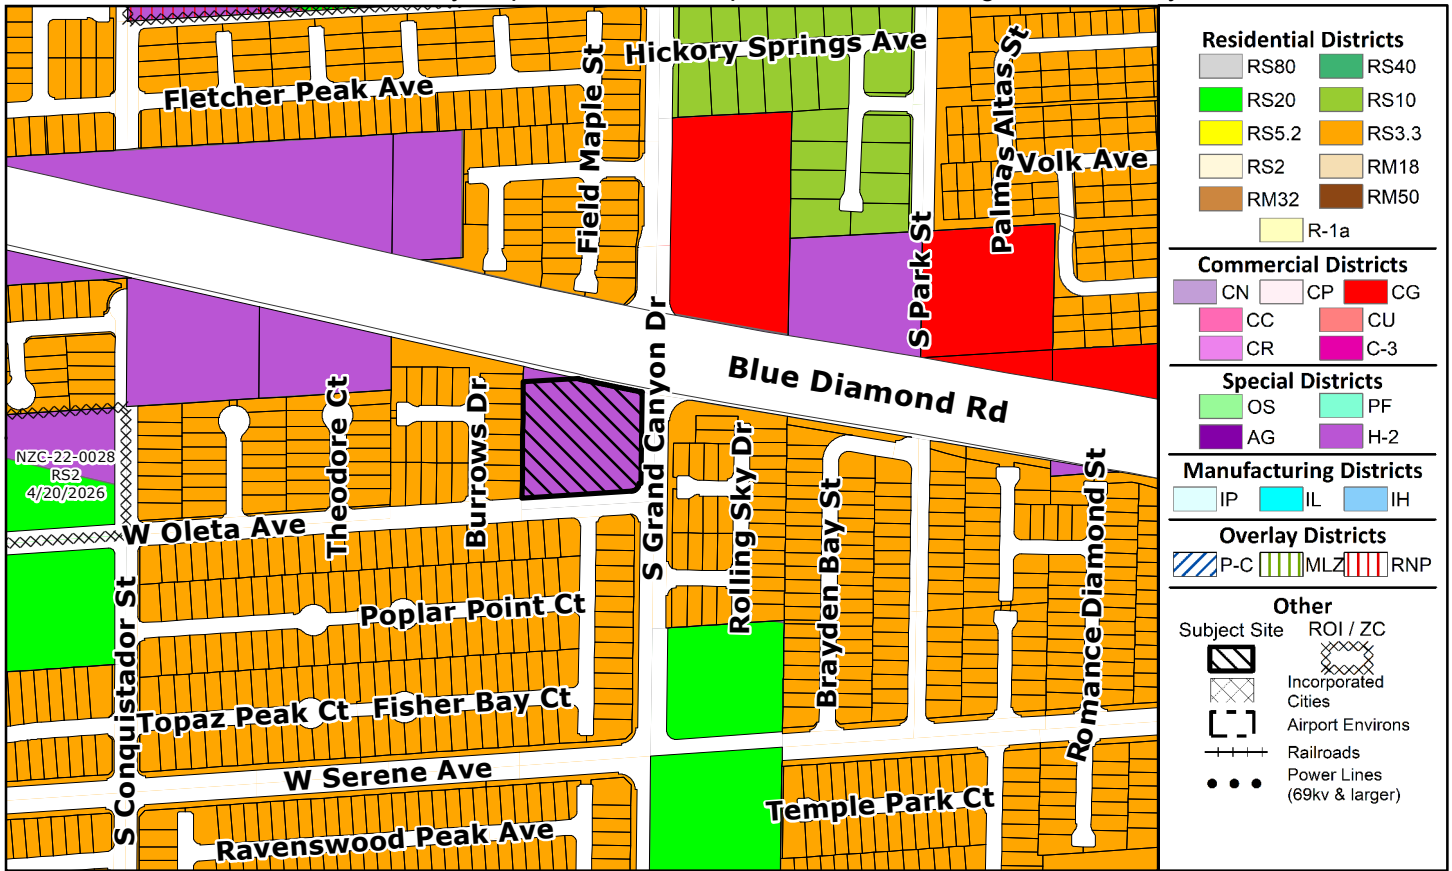 Hickory Springs Ave
Fletcher Peak Ave
Field Maple St
Palmas Altas St
Volk Ave
S Park St
S Grand Canyon Dr
Blue Diamond Rd
Theodore Ct
Burrows Dr
Rolling Sky Dr
Brayden Bay St
Romance Diamond St
NZC-22-0028
RS2
4/20/2026
W Oleta Ave
S Conquistador St
Poplar Point Ct
Topaz Peak Ct
Fisher Bay Ct
W Serene Ave
Temple Park Ct
Ravenswood Peak Ave
Residential Districts
RS80 RS40
RS20 RS10
RS5.2 RS3.3
RS2 RM18
RM32 RM50
R-1a
Commercial Districts
CN CP CG
CC CU
CR C-3
Special Districts
OS PF
AG H-2
Manufacturing Districts
IP IL IH
Overlay Districts
P-C MLZ RNP
Other
Subject Site ROI / ZC
Incorporated
Cities
Airport Environs
Railroads
Power Lines
(69kv & larger)